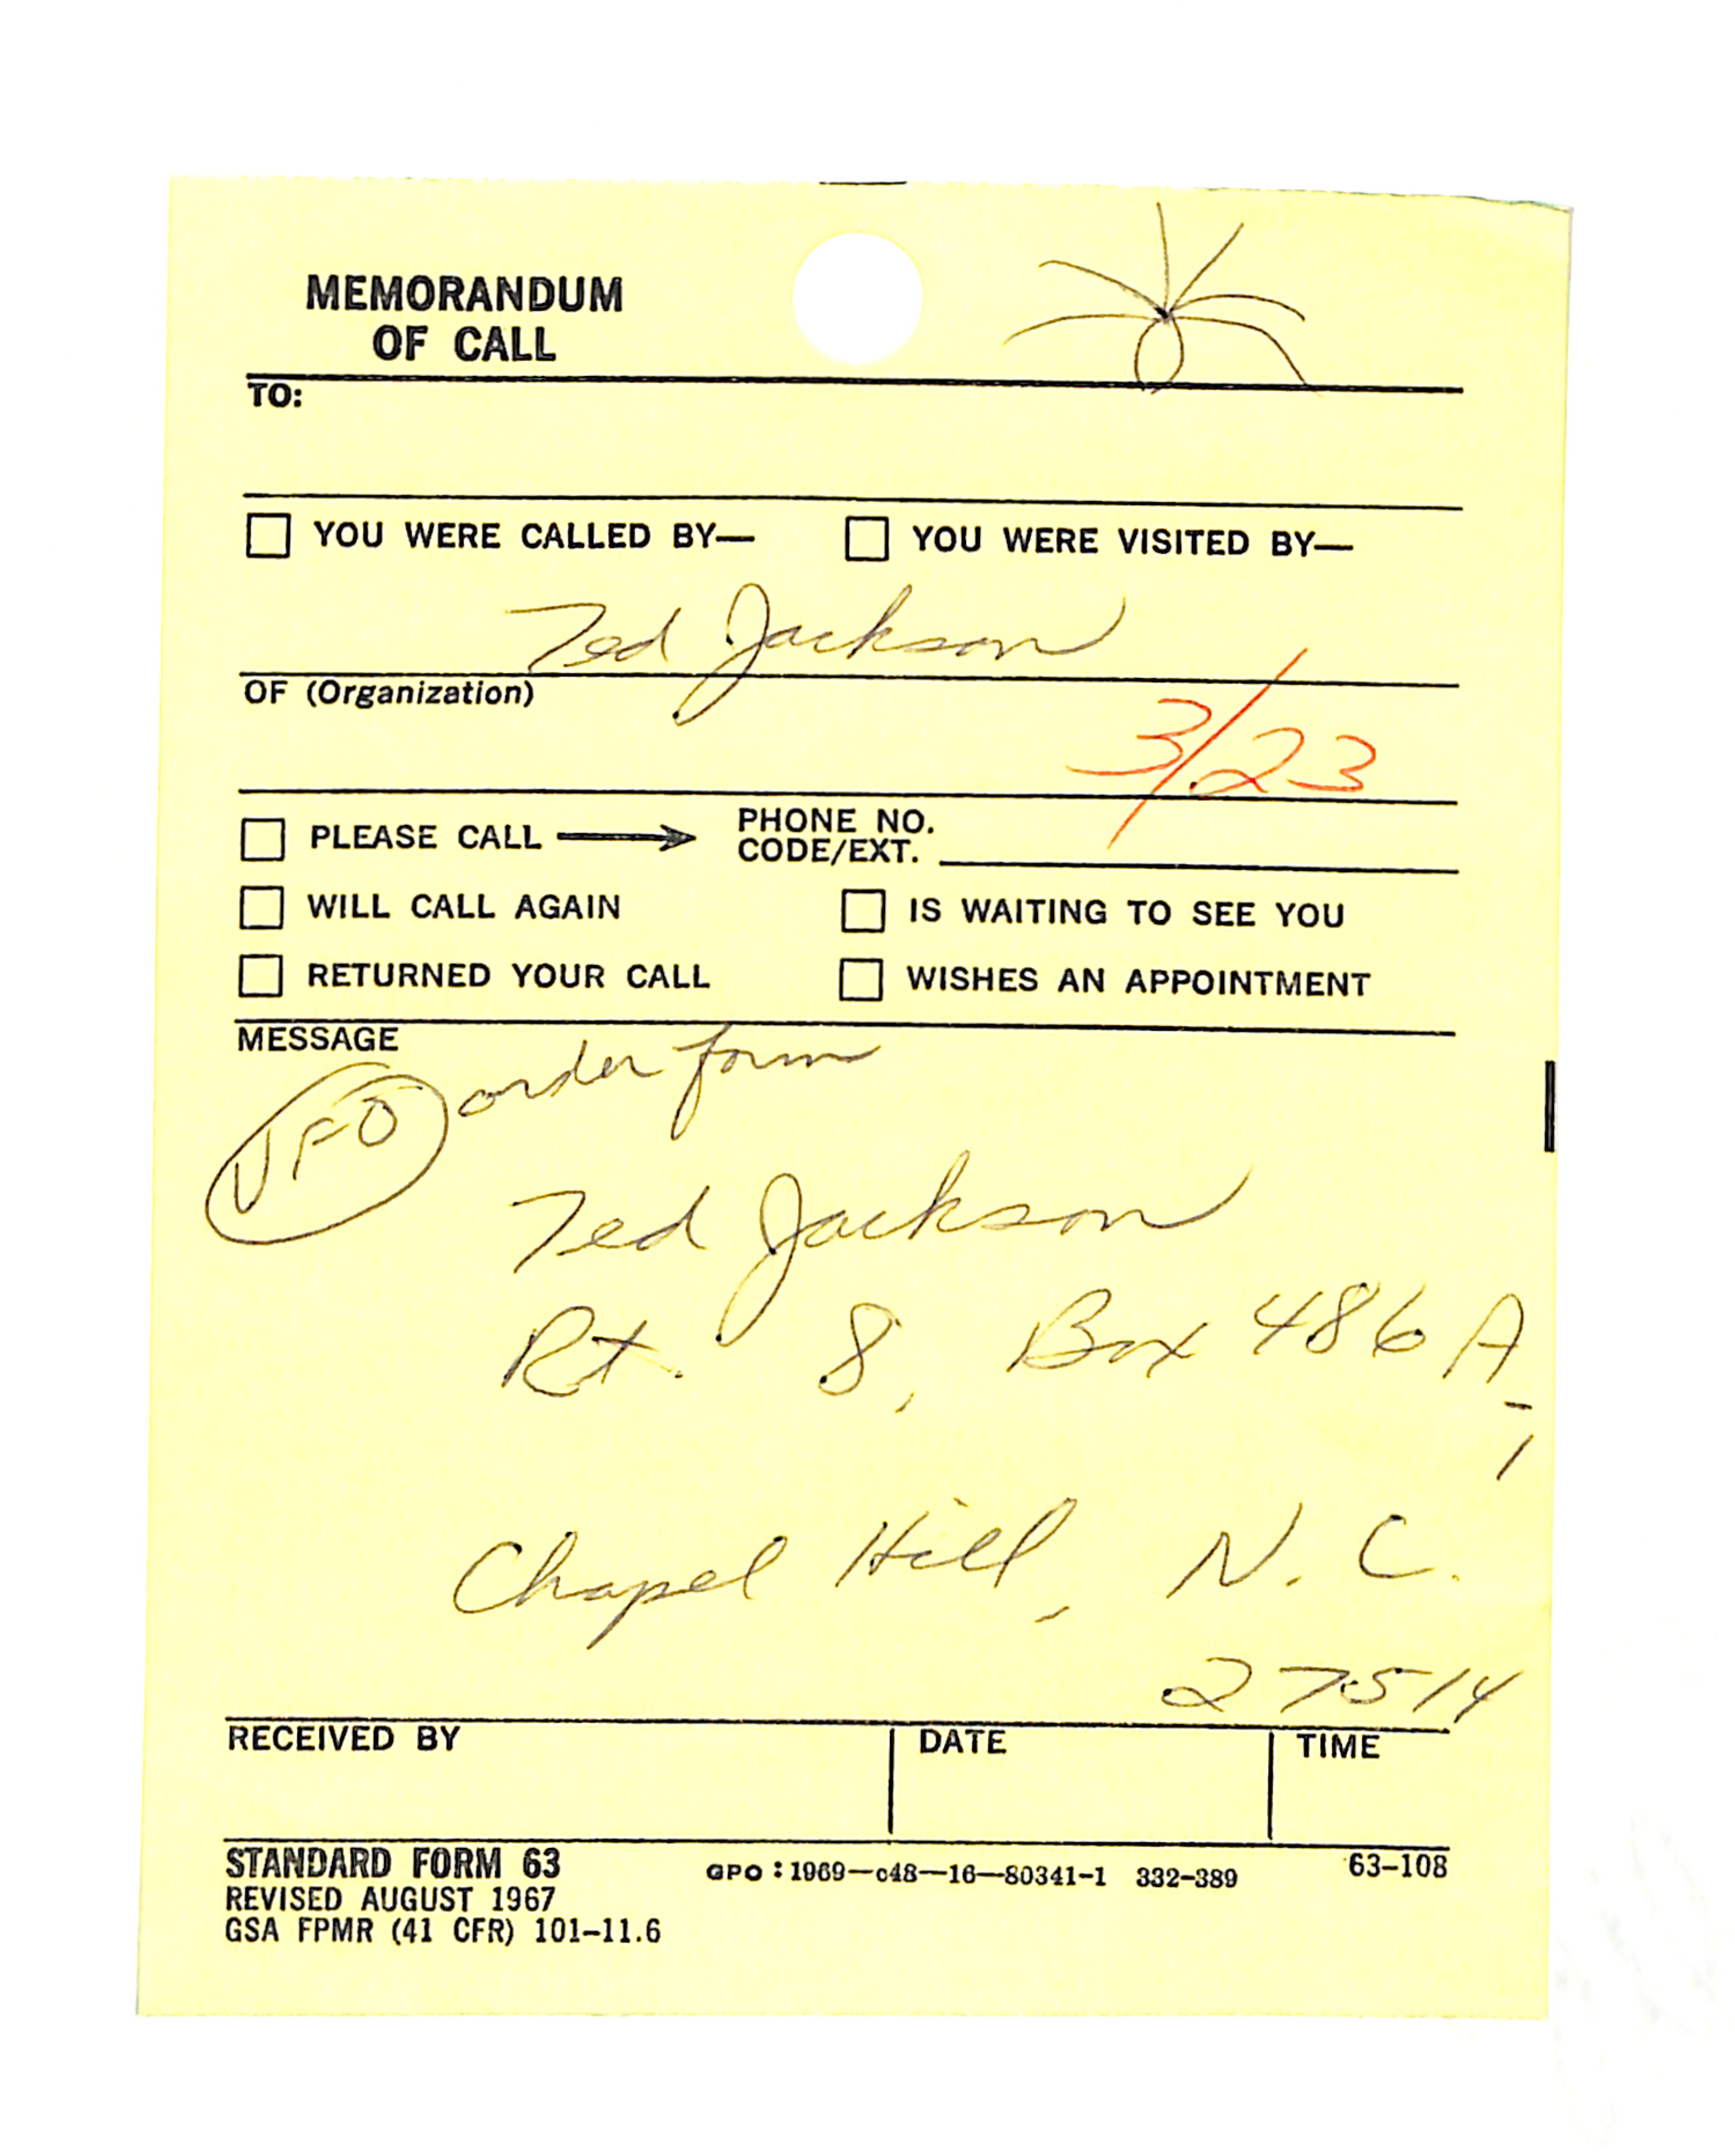 MEMORANDUM
OF CALL
TO:
YOU WERE CALLED BY— YOU WERE VISITED BY—
Ted Jackson
OF (Organization)
3/23
PLEASE CALL → PHONE NO.
CODE/EXT.
WILL CALL AGAIN IS WAITING TO SEE YOU
RETURNED YOUR CALL WISHES AN APPOINTMENT
MESSAGE
UFO order form
Ted Jackson
Rt. 8, Box 486 A-
1
Chapel Hill, N. C.
27514
RECEIVED BY DATE TIME
STANDARD FORM 63 GPO : 1969—c48—16—80341-1 332-389 63-108
REVISED AUGUST 1967
GSA FPMR (41 CFR) 101-11.6